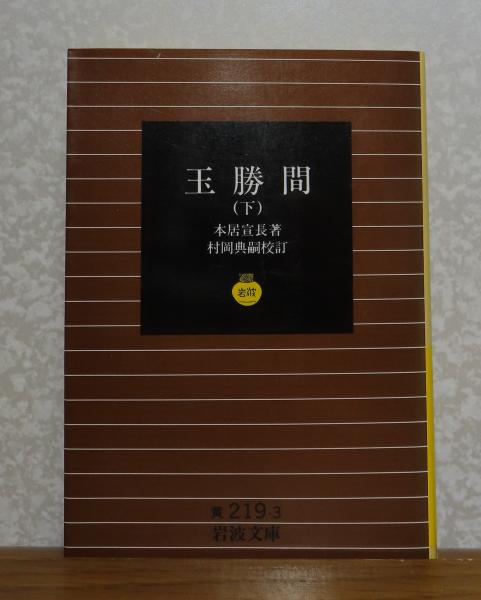 玉勝間
(下)
本居宣長著
村岡典嗣校訂
岩波
黄 219-3
岩波文庫